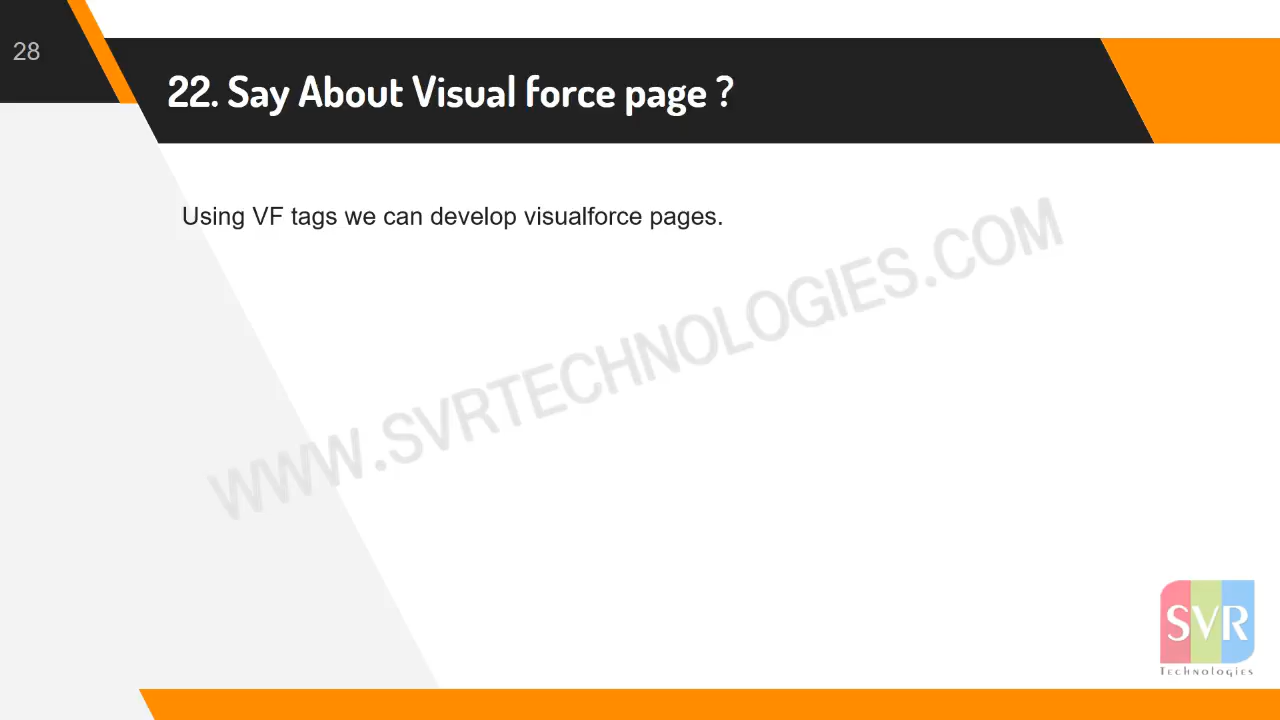 28
22. Say About Visual force page ?
Using VF tags we can develop visualforce pages.
WWW.SVRTECHNOLOGIES.COM
SVR
Technologies